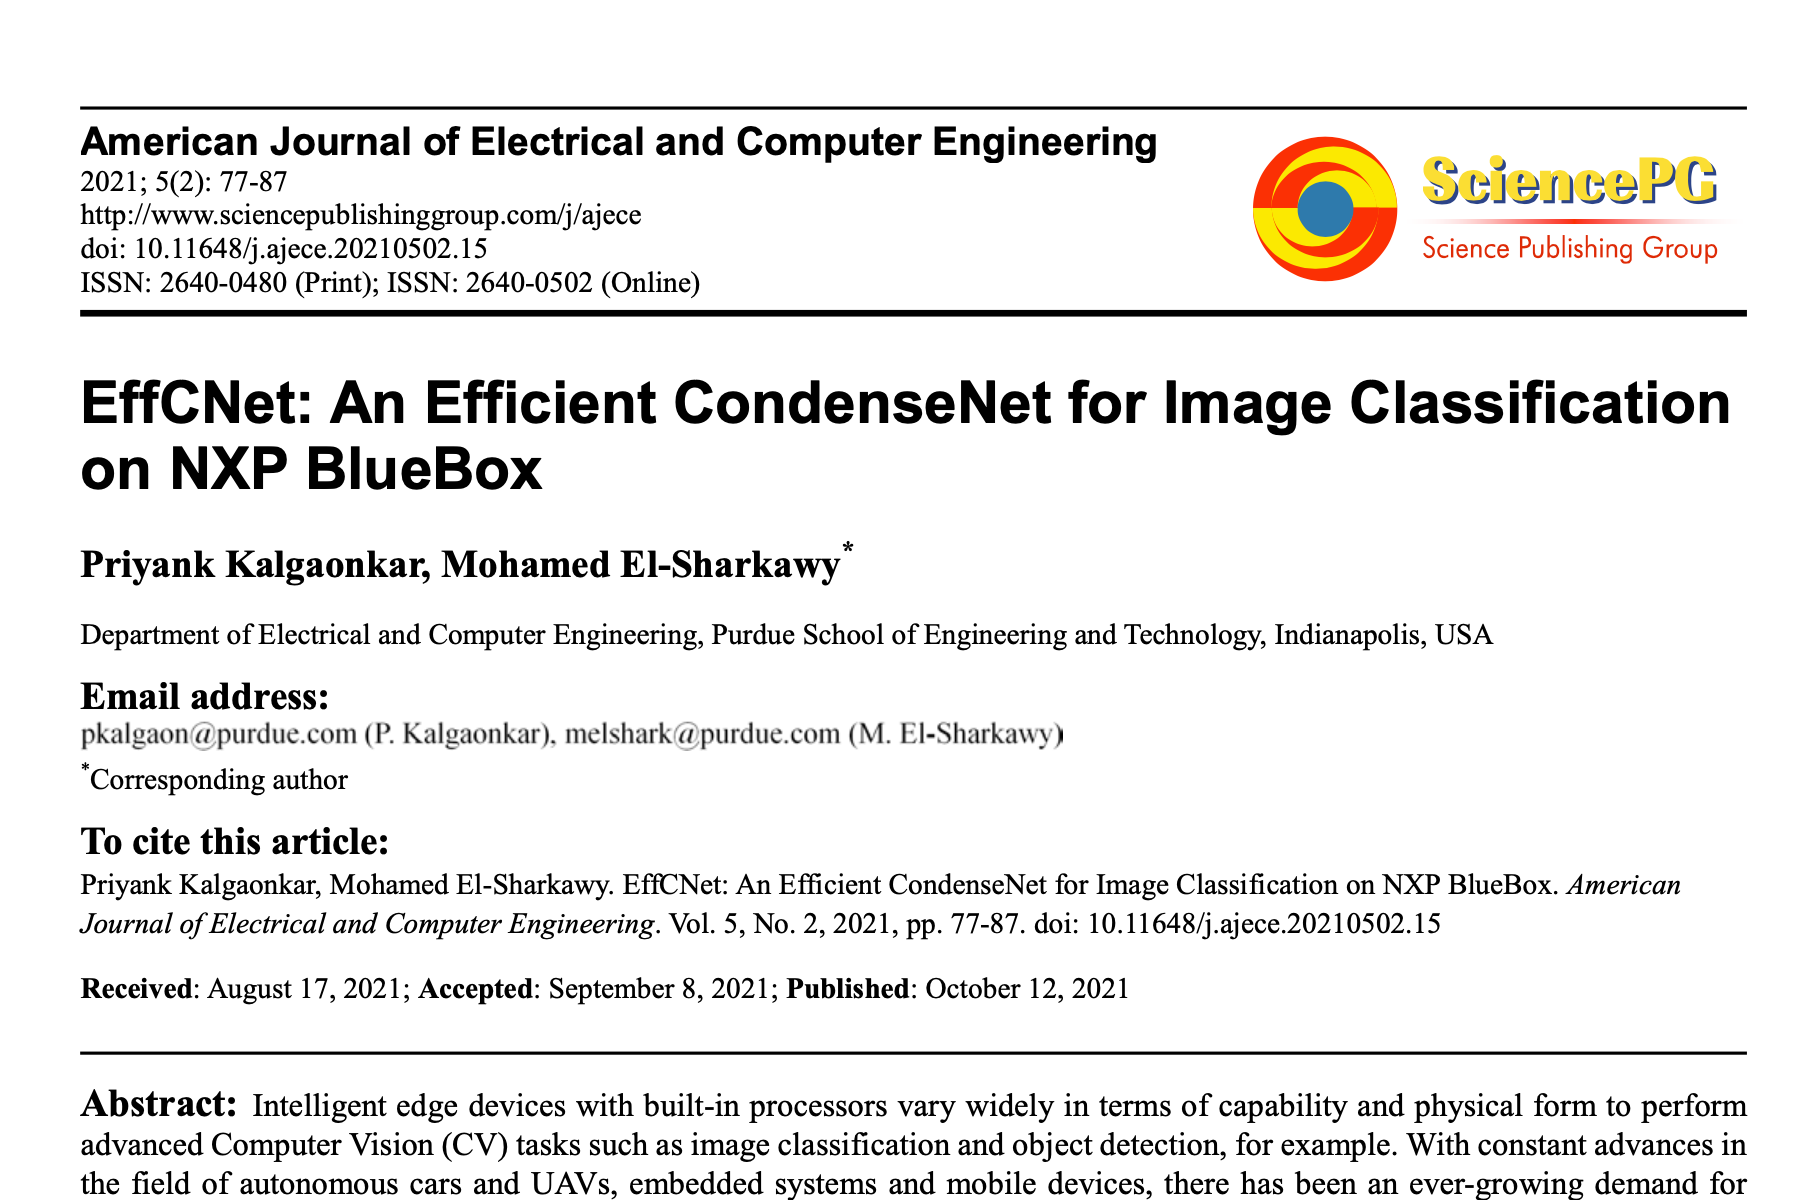 American Journal of Electrical and Computer Engineering
2021; 5(2): 77-87
http://www.sciencepublishinggroup.com/j/ajece
doi: 10.11648/j.ajece.20210502.15
ISSN: 2640-0480 (Print); ISSN: 2640-0502 (Online)
SciencePG
Science Publishing Group
EffCNet: An Efficient CondenseNet for Image Classification
on NXP BlueBox
Priyank Kalgaonkar, Mohamed El-Sharkawy*
Department of Electrical and Computer Engineering, Purdue School of Engineering and Technology, Indianapolis, USA
Email address:
pkalgaon@purdue.com (P. Kalgaonkar), melshark@purdue.com (M. El-Sharkawy)
*Corresponding author
To cite this article:
Priyank Kalgaonkar, Mohamed El-Sharkawy. EffCNet: An Efficient CondenseNet for Image Classification on NXP BlueBox. American
Journal of Electrical and Computer Engineering. Vol. 5, No. 2, 2021, pp. 77-87. doi: 10.11648/j.ajece.20210502.15
Received: August 17, 2021; Accepted: September 8, 2021; Published: October 12, 2021
Abstract: Intelligent edge devices with built-in processors vary widely in terms of capability and physical form to perform
advanced Computer Vision (CV) tasks such as image classification and object detection, for example. With constant advances in
the field of autonomous cars and UAVs, embedded systems and mobile devices, there has been an ever-growing demand for